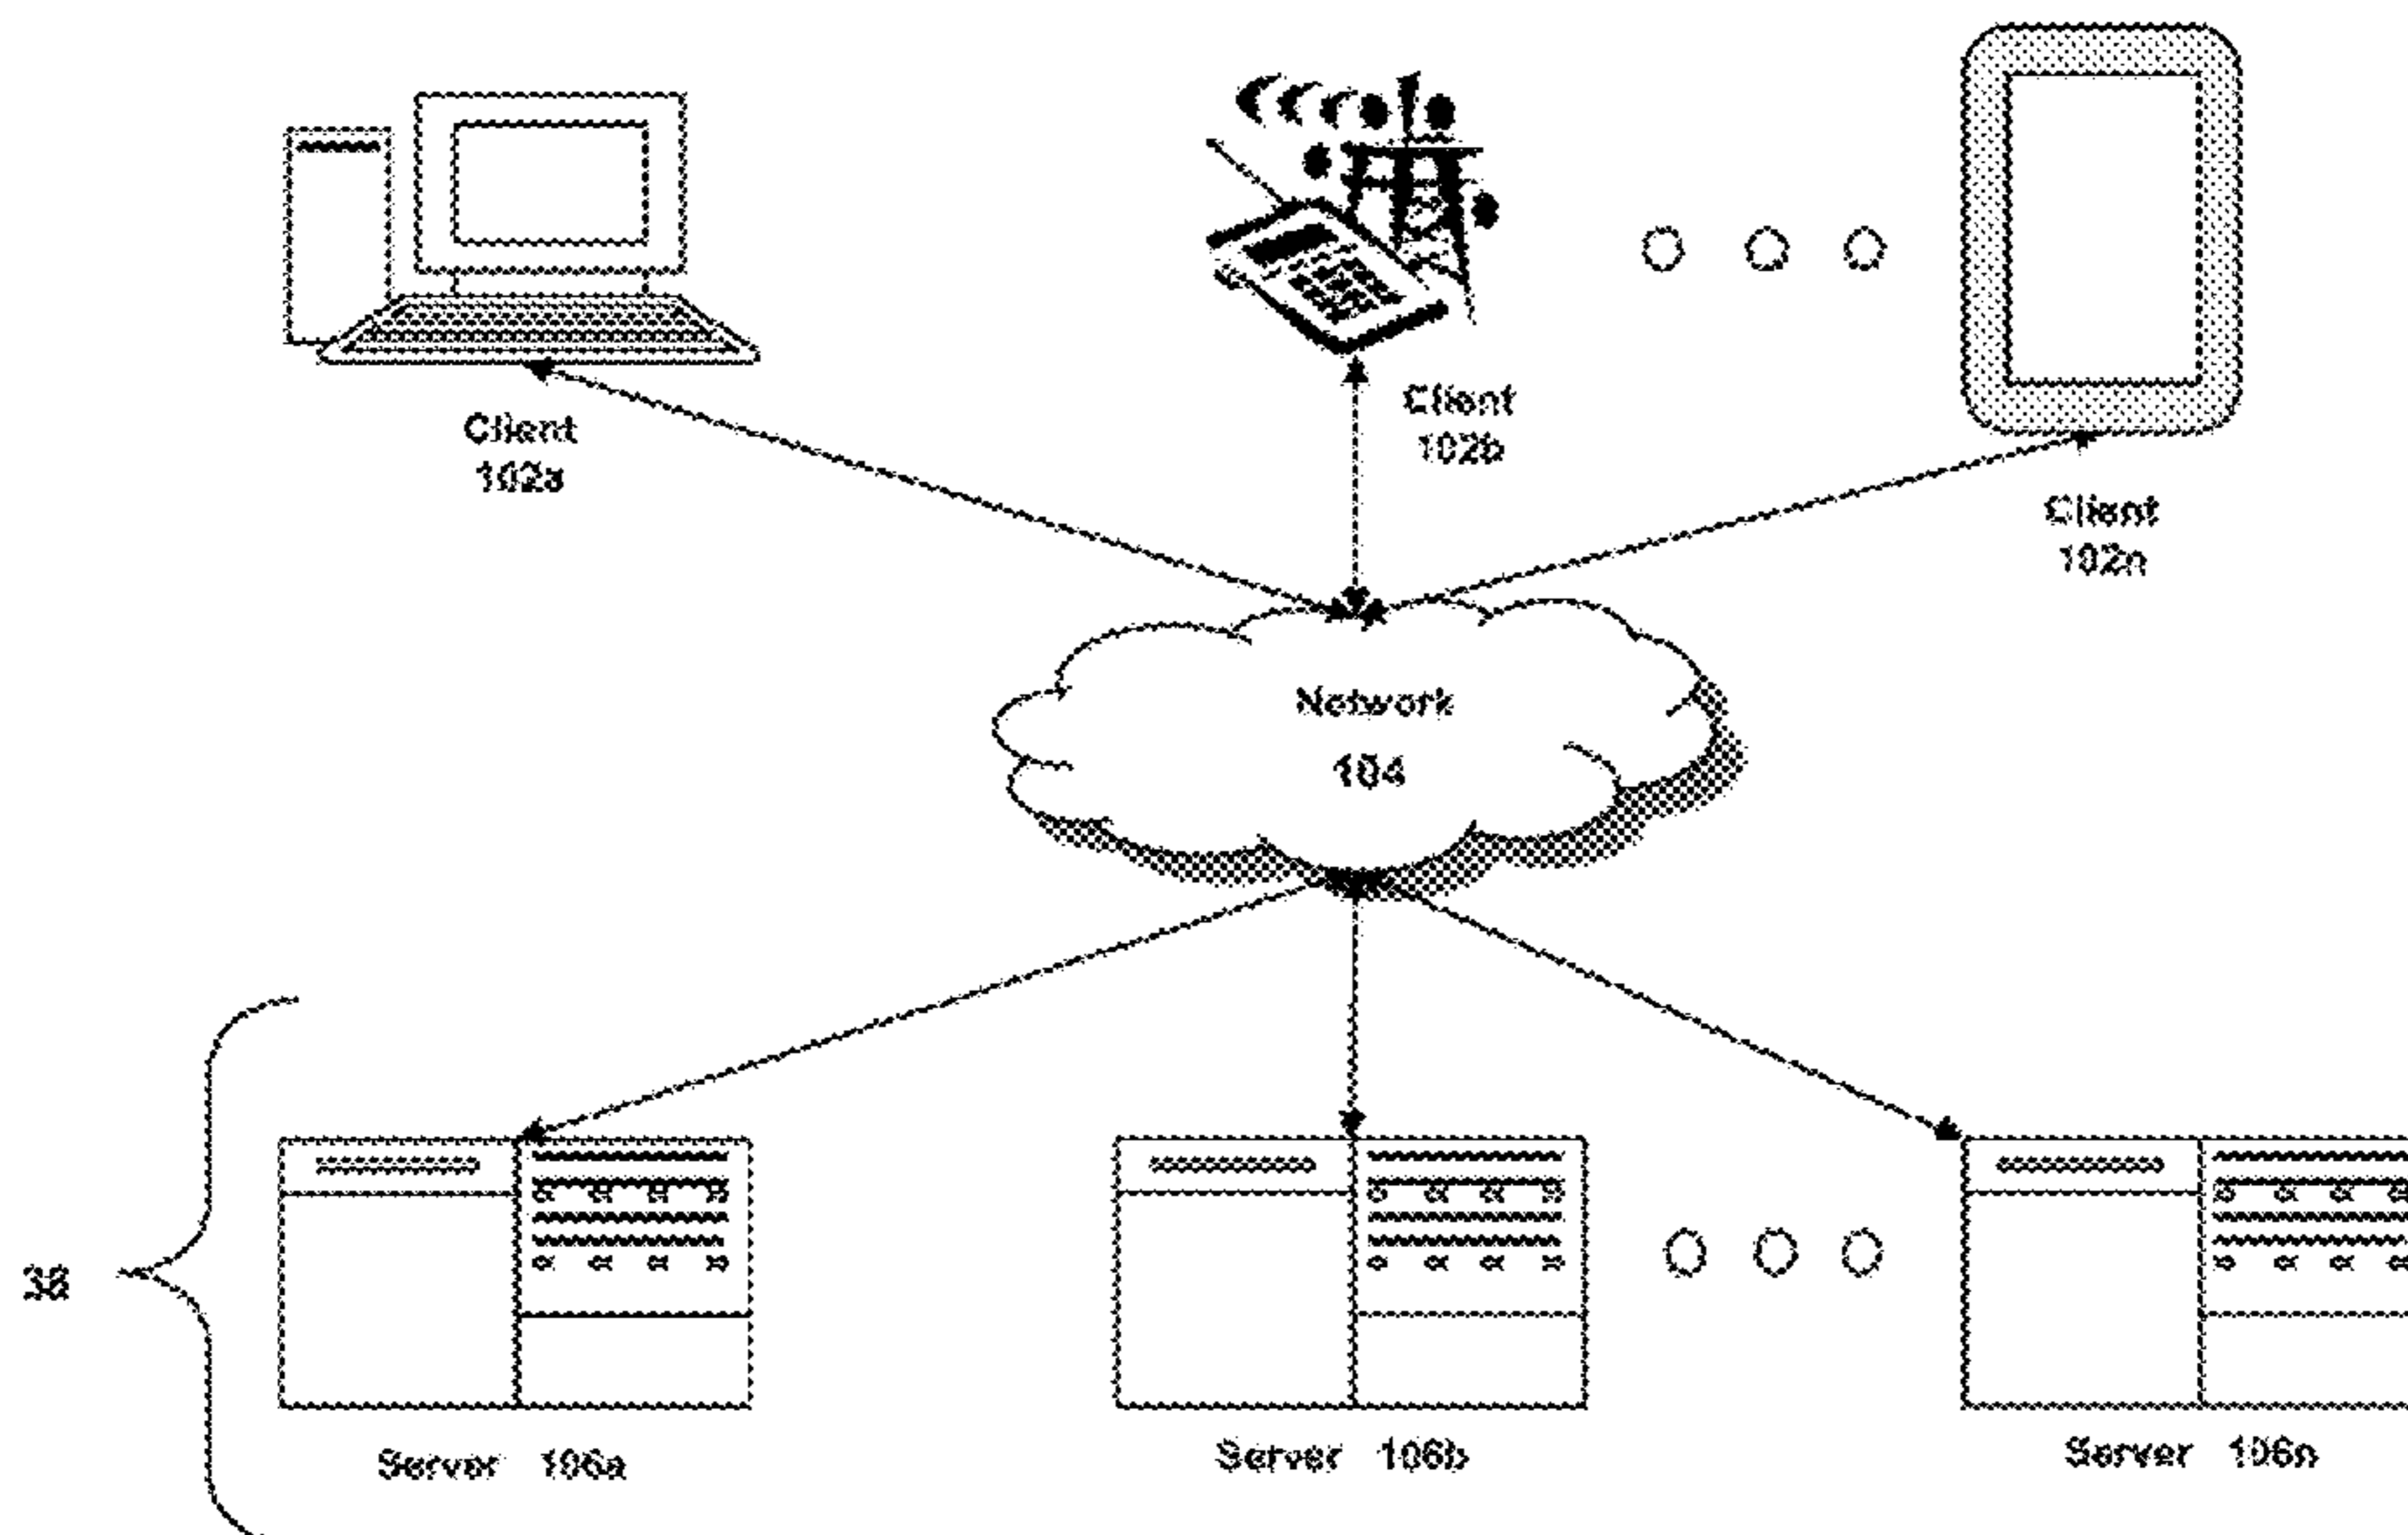 Client
102a
Client
102b
Client
102n
Network
104
38
Server 106a
Server 106b
Server 106n